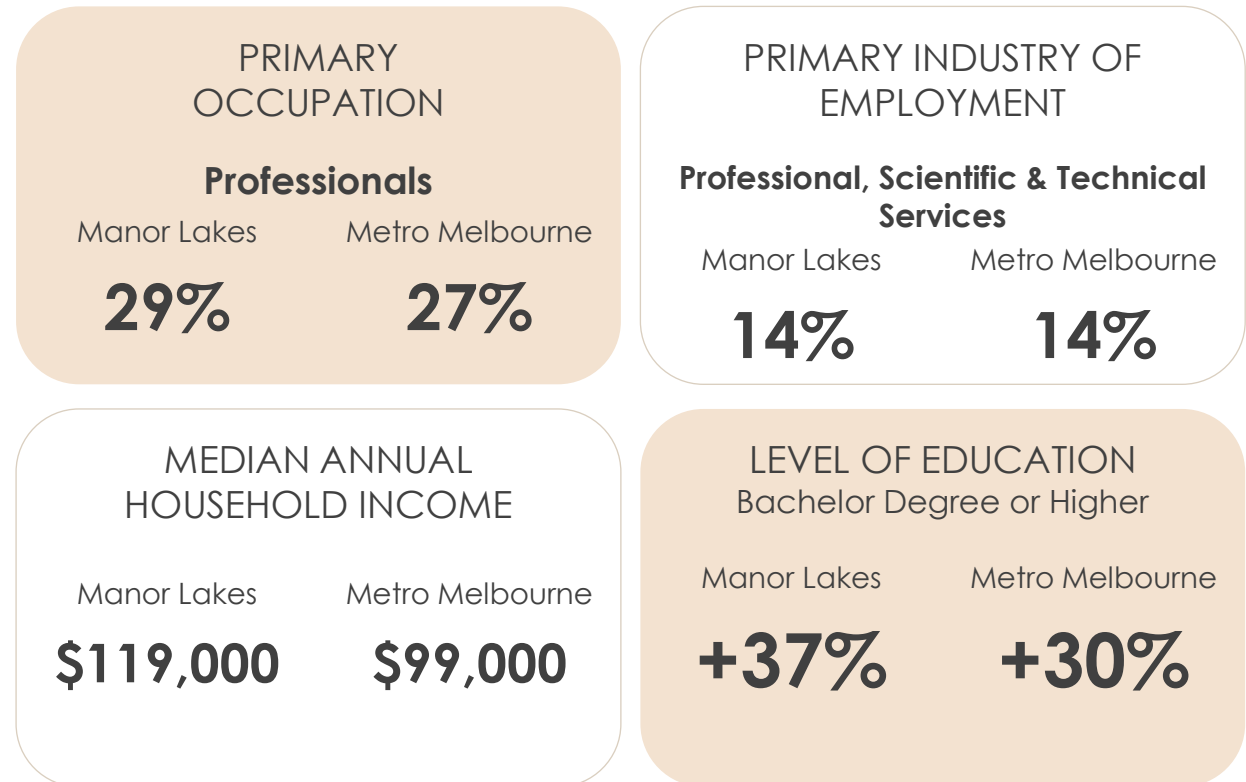 PRIMARY
OCCUPATION
Professionals
Manor Lakes
Metro Melbourne
29%
27%
PRIMARY INDUSTRY OF
EMPLOYMENT
Professional, Scientific & Technical
Services
Manor Lakes
Metro Melbourne
14%
14%
MEDIAN ANNUAL
HOUSEHOLD INCOME
Manor Lakes
Metro Melbourne
$119,000
$99,000
LEVEL OF EDUCATION
Bachelor Degree or Higher
Manor Lakes
Metro Melbourne
+37%
+30%